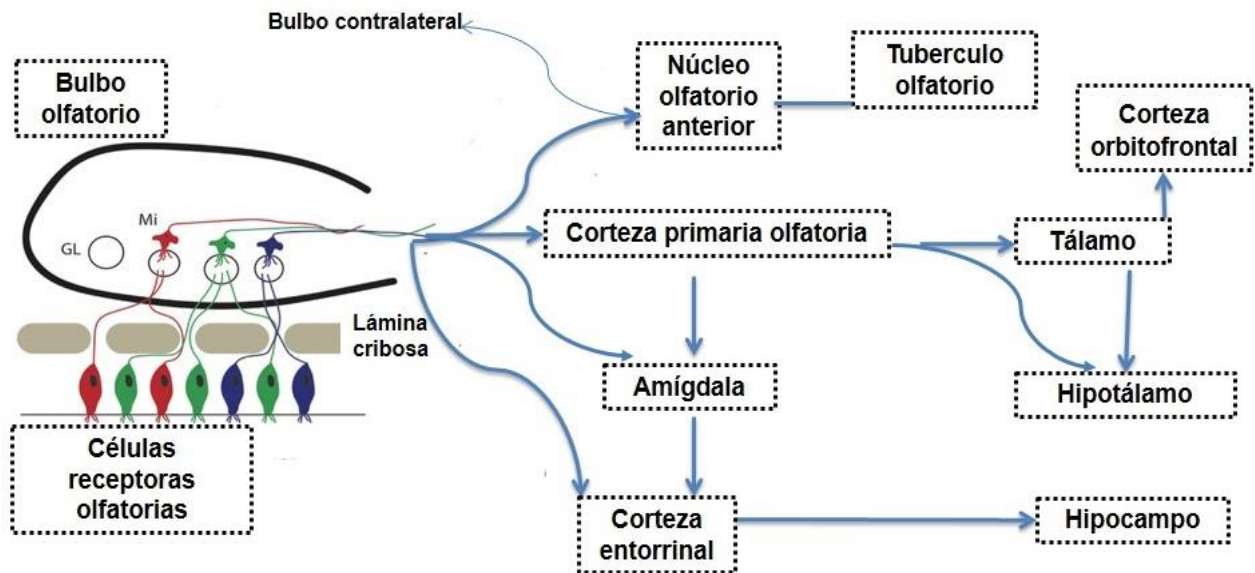 Bulbo contralateral
Bulbo
olfatorio
Núcleo
olfatorio
anterior
Tuberculo
olfatorio
Corteza
orbitofrontal
Mi
GL
Corteza primaria olfatoria
Tálamo
Lámina
cribosa
Amígdala
Hipotálamo
Células
receptoras
olfatorias
Corteza
entorrinal
Hipocampo